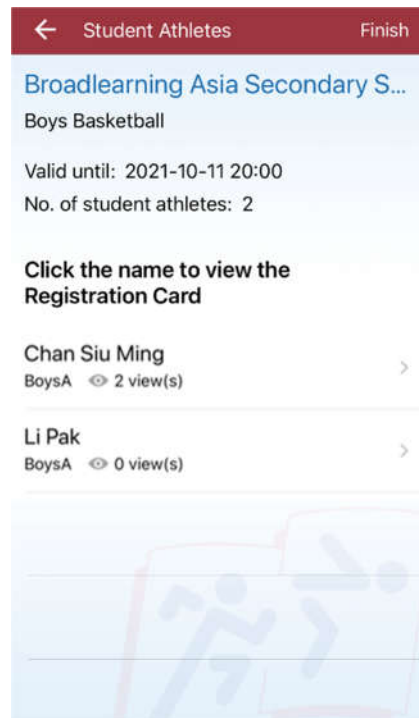 Student Athletes Finish
Broadlearning Asia Secondary S...
Boys Basketball
Valid until: 2021-10-11 20:00
No. of student athletes: 2
Click the name to view the
Registration Card
Chan Siu Ming
BoysA 2 view(s)
Li Pak
BoysA 0 view(s)